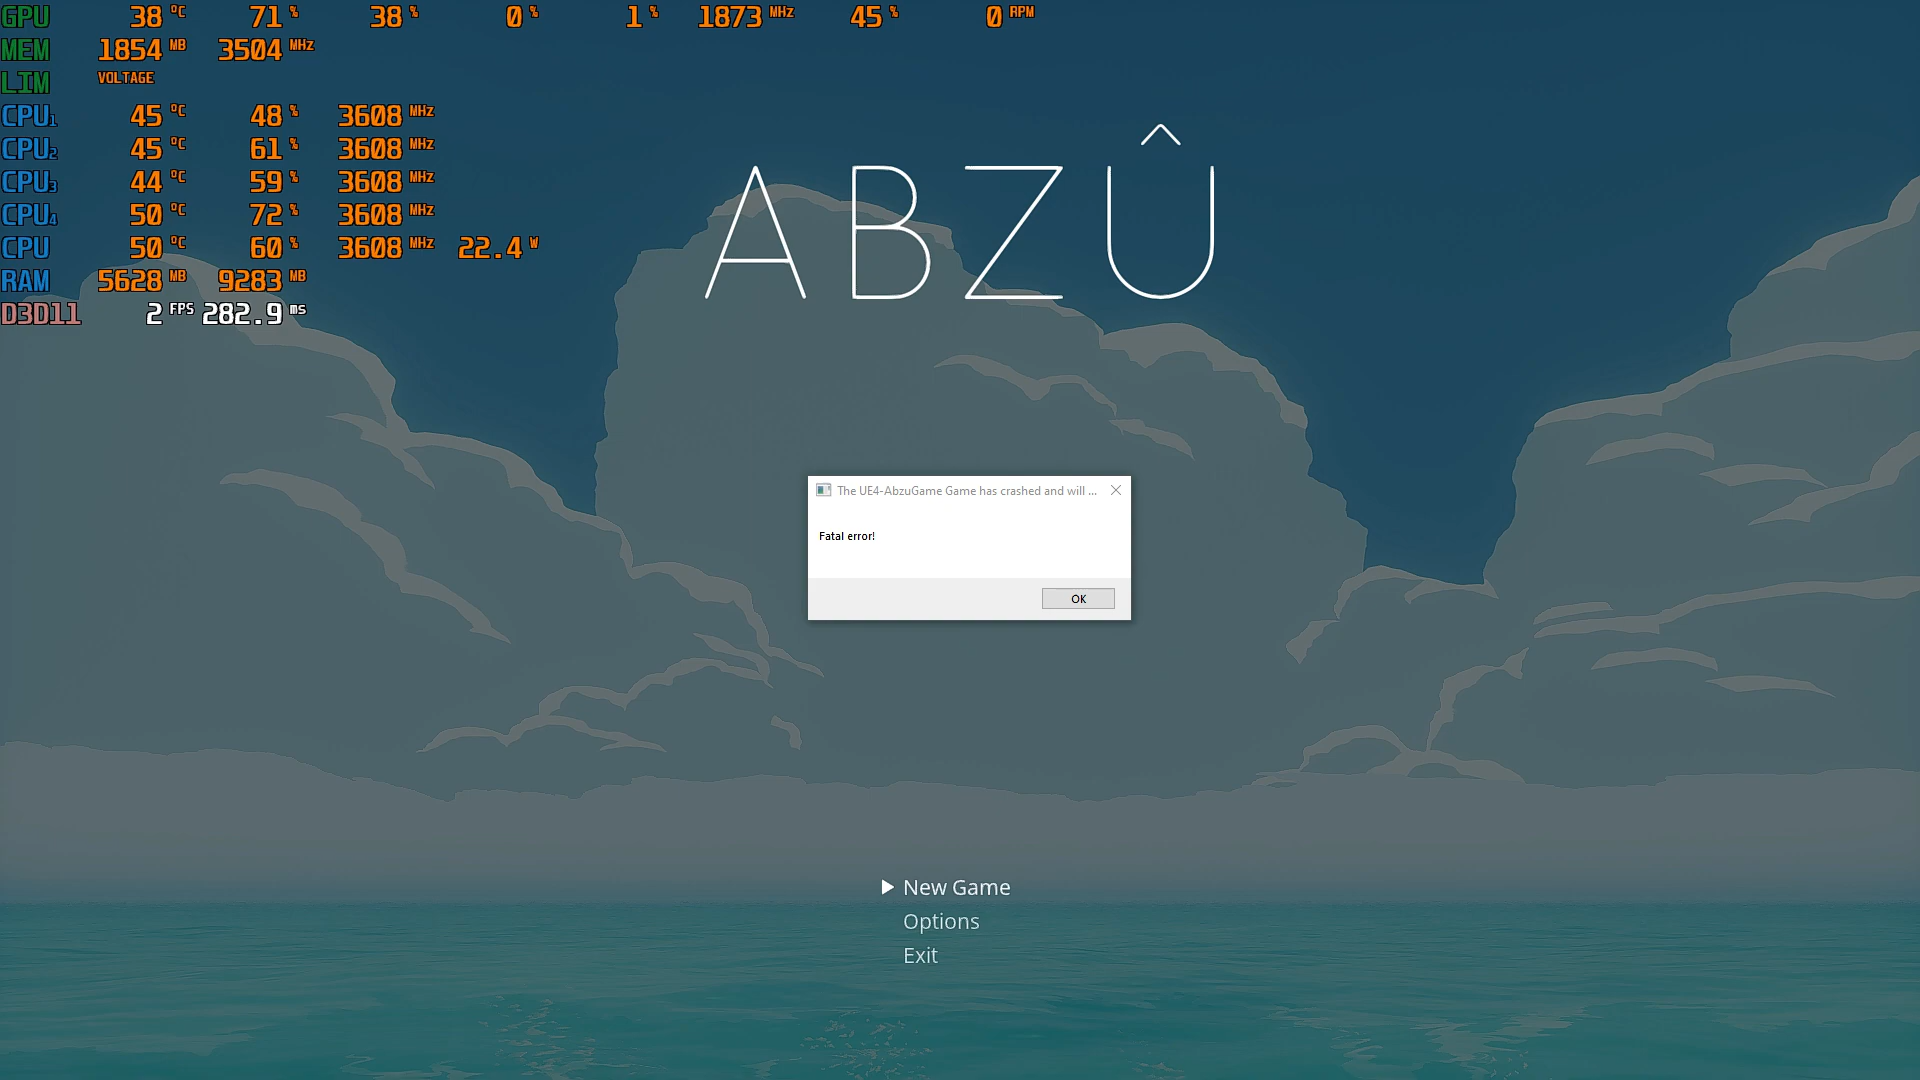 GPU 38 °C 71 % 38 % 0 % 1 % 1873 MHz 45 % 0 RPM
MEM 1854 MB 3504 MHz
LIM VOLTAGE
CPU1 45 °C 48 % 3608 MHz
CPU2 45 °C 61 % 3608 MHz
CPU3 44 °C 59 % 3608 MHz
CPU4 50 °C 72 % 3608 MHz
CPU 50 °C 60 % 3608 MHz 22.4 W
RAM 5628 MB 9283 MB
D3D11 2 FPS 282.9 ms
ABZÛ
The UE4-AbzuGame Game has crashed and will ...
Fatal error!
OK
New Game
Options
Exit